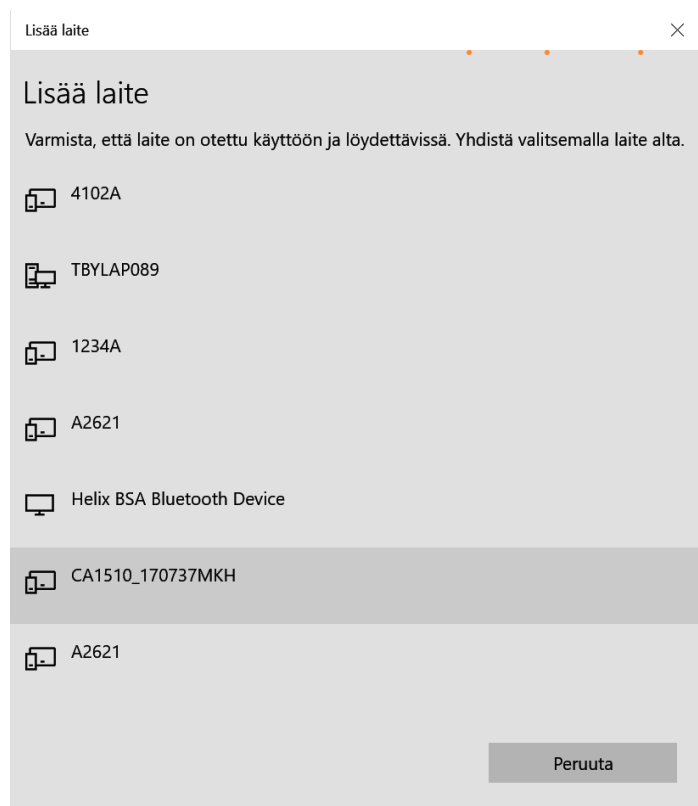 Lisää laite
Lisää laite
Varmista, että laite on otettu käyttöön ja löydettävissä. Yhdistä valitsemalla laite alta.
4102A
TBYLAP089
1234A
A2621
Helix BSA Bluetooth Device
CA1510_170737MKH
A2621
Peruuta